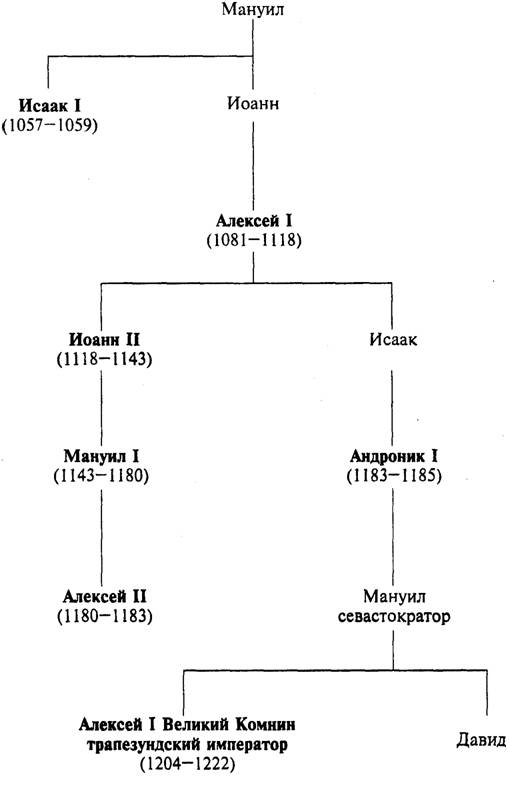 Мануил
Исаак I
(1057—1059)
Иоанн
Алексей I
(1081—1118)
Иоанн II
(1118—1143)
Исаак
Мануил I
(1143—1180)
Андроник I
(1183—1185)
Алексей II
(1180—1183)
Мануил
севастократор
Алексей I Великий Комнин
трапезундский император
(1204—1222)
Давид